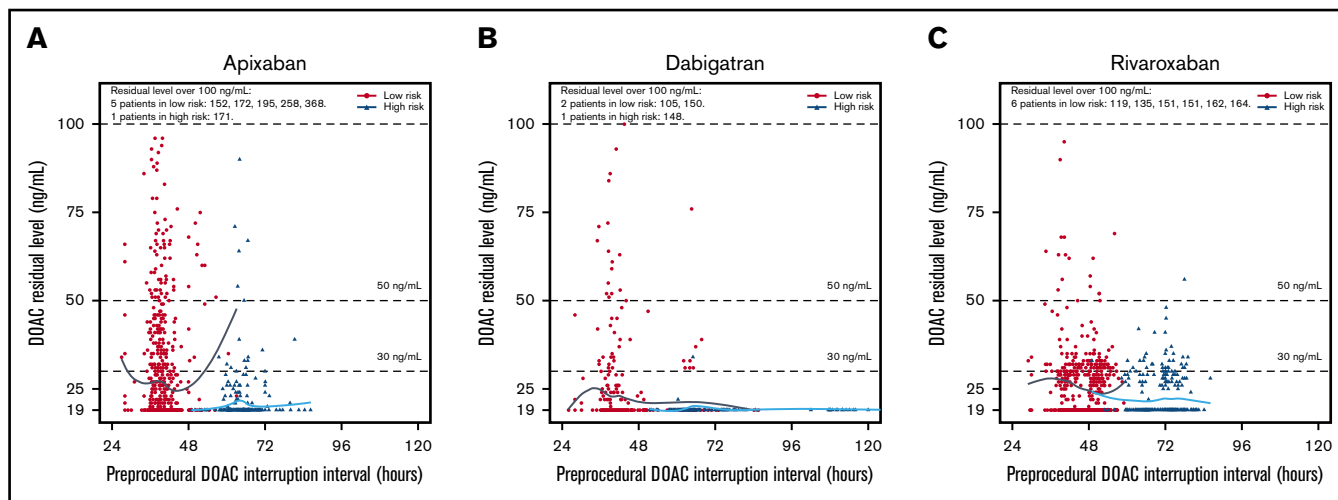 A
Apixaban
Residual level over 100 ng/mL:
5 patients in low risk: 152, 172, 195, 258, 368.
1 patients in high risk: 171.
Low risk
High risk
DOAC residual level (ng/mL)
100
75
50
25
19
50 ng/mL
30 ng/mL
24 48 72 96 120
Preprocedural DOAC interruption interval (hours)
B
Dabigatran
Residual level over 100 ng/mL:
2 patients in low risk: 105, 150.
1 patients in high risk: 148.
Low risk
High risk
DOAC residual level (ng/mL)
100
75
50
25
19
50 ng/mL
30 ng/mL
24 48 72 96 120
Preprocedural DOAC interruption interval (hours)
C
Rivaroxaban
Residual level over 100 ng/mL:
6 patients in low risk: 119, 135, 151, 151, 162, 164.
Low risk
High risk
DOAC residual level (ng/mL)
100
75
50
25
19
50 ng/mL
30 ng/mL
24 48 72 96 120
Preprocedural DOAC interruption interval (hours)